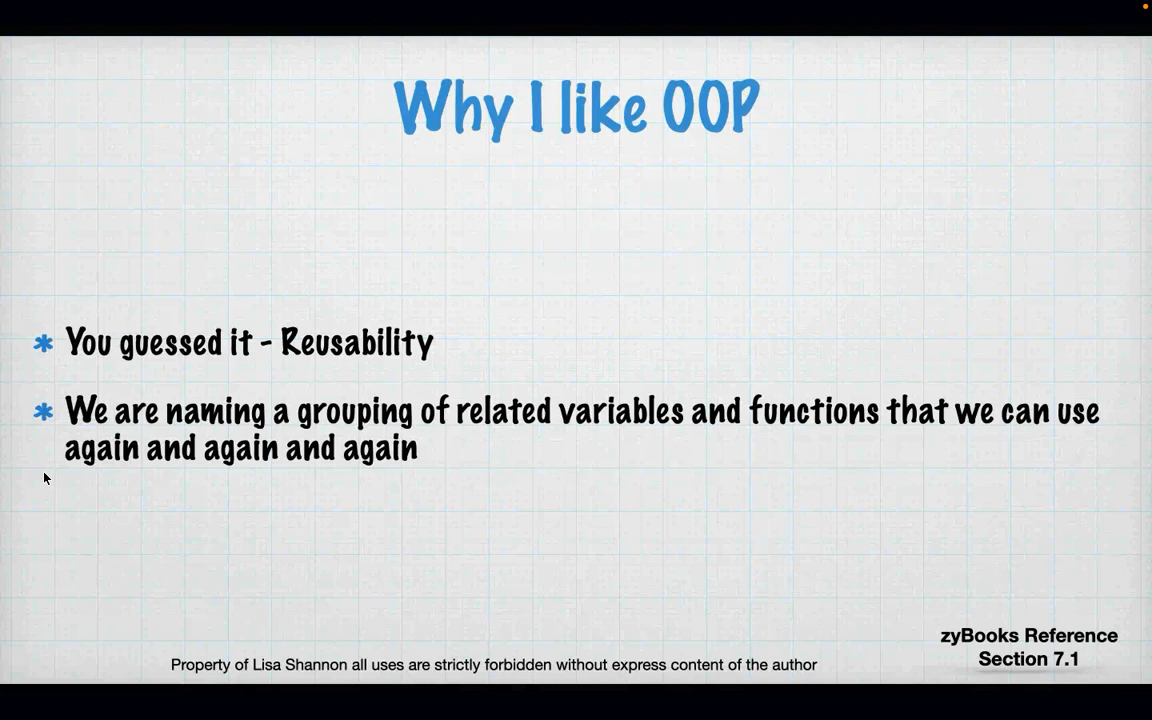 Why I like OOP
* You guessed it - Reusability
* We are naming a grouping of related variables and functions that we can use
again and again and again
zyBooks Reference
Section 7.1
Property of Lisa Shannon all uses are strictly forbidden without express content of the author